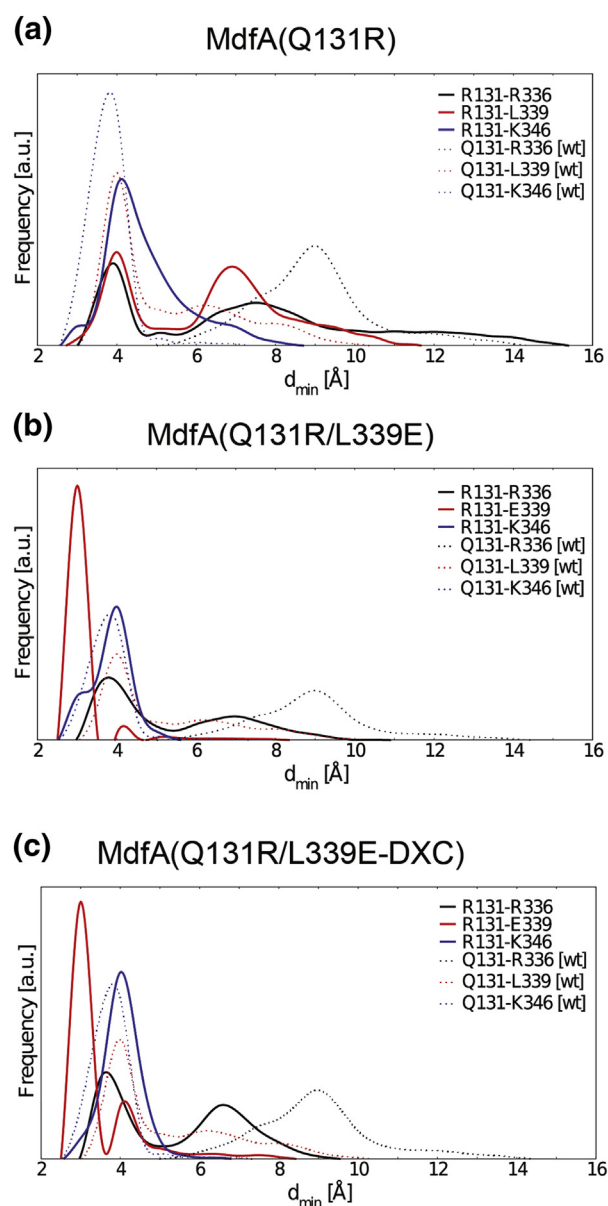 (a)
MdfA(Q131R)
Frequency [a.u.]
R131-R336
R131-L339
R131-K346
Q131-R336 [wt]
Q131-L339 [wt]
Q131-K346 [wt]
2 4 6 8 10 12 14 16
dmin [Å]
(b)
MdfA(Q131R/L339E)
Frequency [a.u.]
R131-R336
R131-E339
R131-K346
Q131-R336 [wt]
Q131-L339 [wt]
Q131-K346 [wt]
2 4 6 8 10 12 14 16
dmin [Å]
(c)
MdfA(Q131R/L339E-DXC)
Frequency [a.u.]
R131-R336
R131-E339
R131-K346
Q131-R336 [wt]
Q131-L339 [wt]
Q131-K346 [wt]
2 4 6 8 10 12 14 16
dmin [Å]